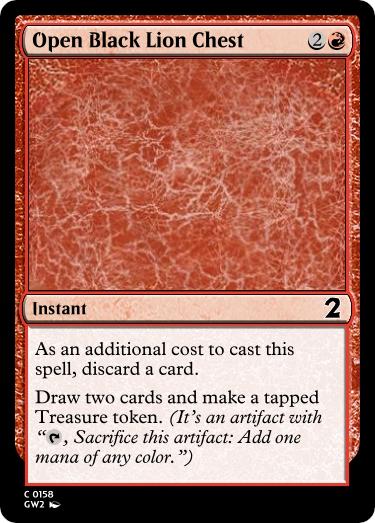 Open Black Lion Chest 2
Instant 2
As an additional cost to cast this
spell, discard a card.
Draw two cards and make a tapped
Treasure token. (It's an artifact with
“, Sacrifice this artifact: Add one
mana of any color.”)
C 0158
GW2